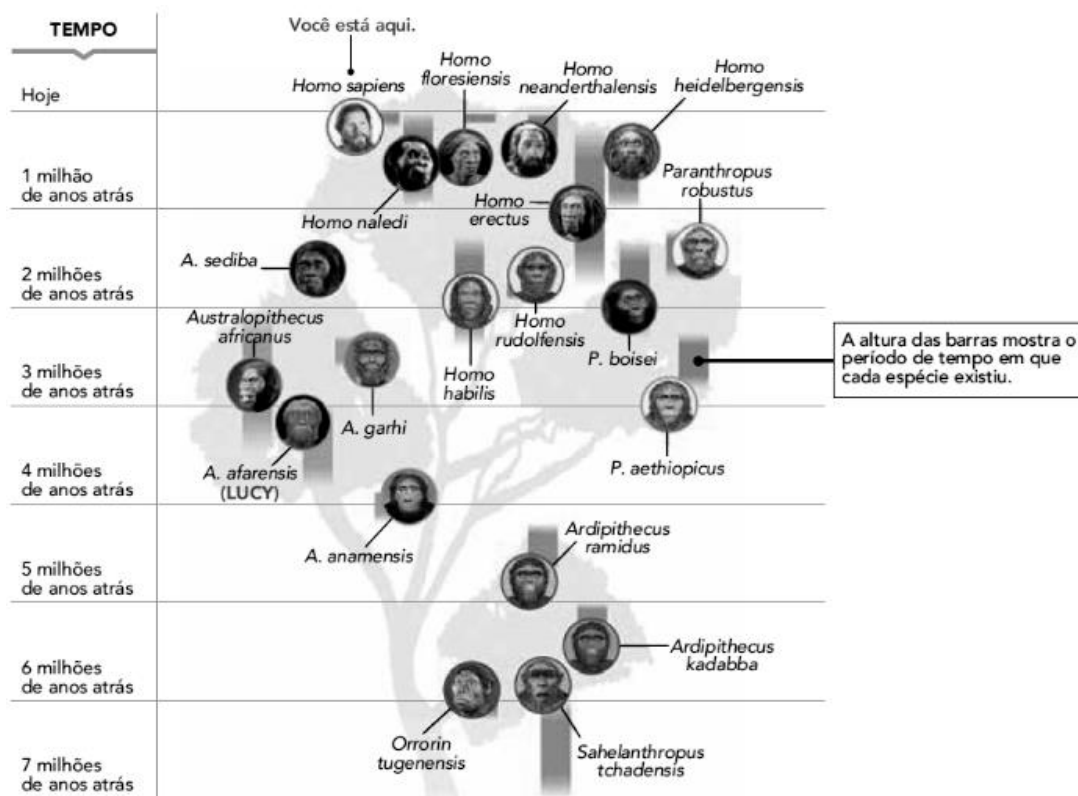 TEMPO
Você está aqui.
Hoje
Homo sapiens
Homo
floresiensis
Homo
neanderthalensis
Homo
heidelbergensis
1 milhão
de anos atrás
Paranthropus
robustus
Homo naledi
Homo
erectus
A. sediba
2 milhões
de anos atrás
Australopithecus
africanus
Homo
rudolfensis
P. boisei
A altura das barras mostra o
período de tempo em que
cada espécie existiu.
3 milhões
de anos atrás
Homo
habilis
A. garhi
4 milhões
de anos atrás
A. afarensis
(LUCY)
P. aethiopicus
A. anamensis
Ardipithecus
ramidus
5 milhões
de anos atrás
6 milhões
de anos atrás
Ardipithecus
kadabba
Orrorin
tugenensis
Sahelanthropus
tchadensis
7 milhões
de anos atrás